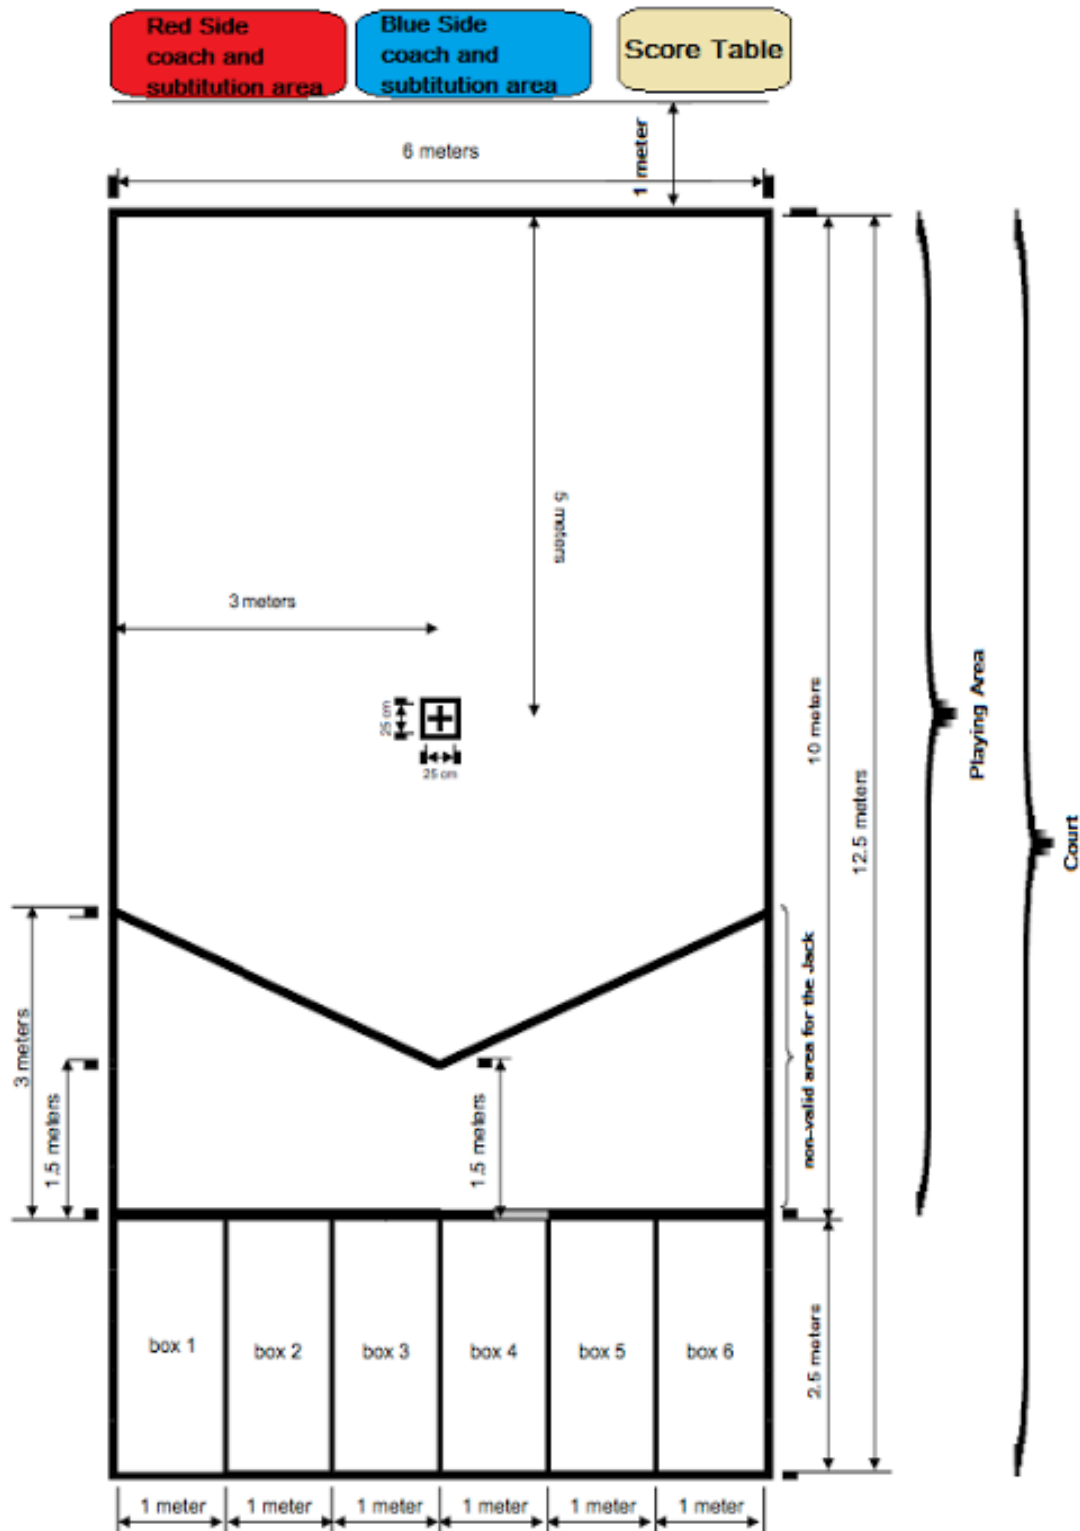 Red Side
coach and
subtitution area
Blue Side
coach and
subtitution area
Score Table
6 meters
1 meter
5 meters
3 meters
25 cm
25 cm
10 meters
12.5 meters
Playing Area
Court
3 meters
1.5 meters
1.5 meters
non-valid area for the Jack
2.5 meters
box 1
box 2
box 3
box 4
box 5
box 6
1 meter
1 meter
1 meter
1 meter
1 meter
1 meter